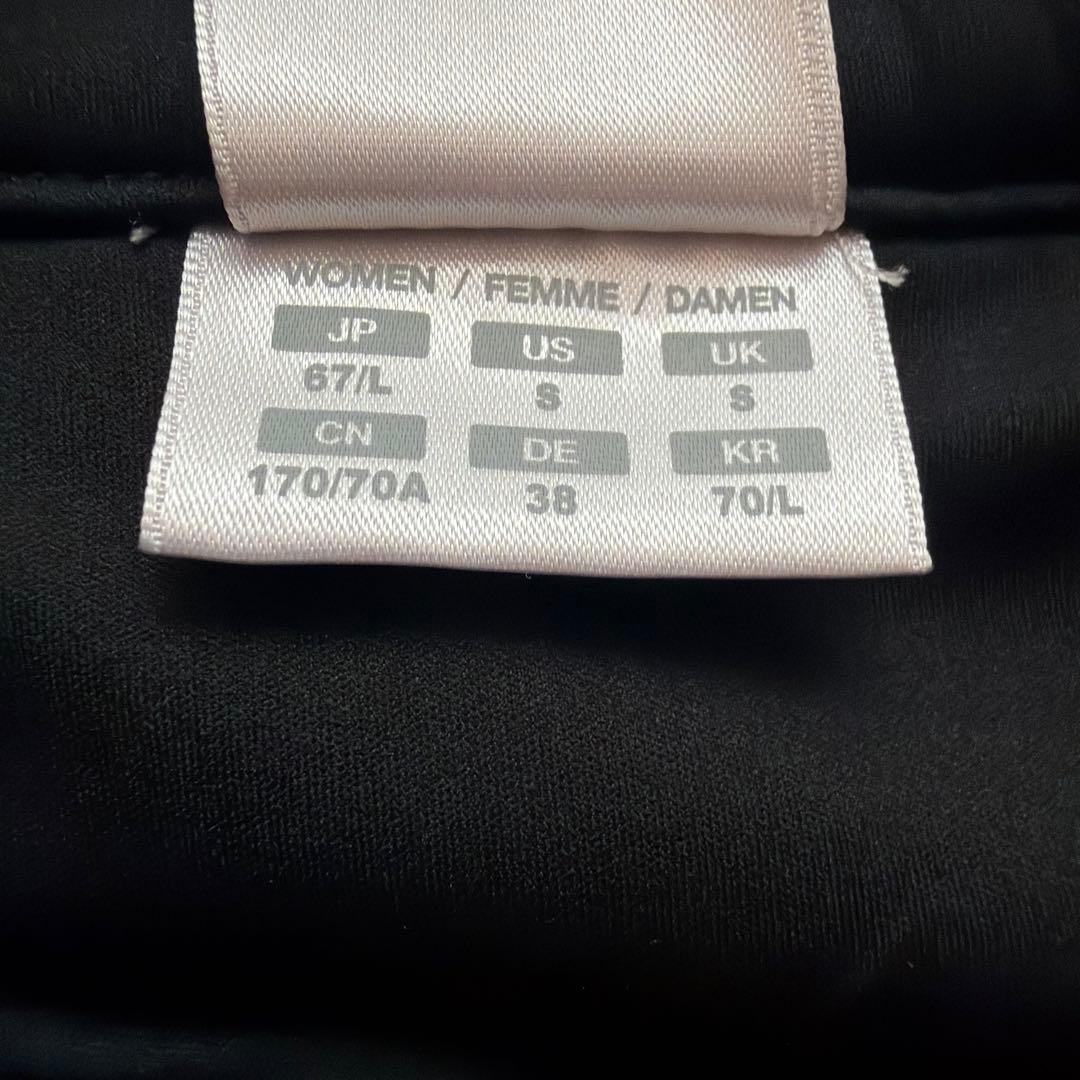 WOMEN / FEMME / DAMEN
JP US UK
67/L S S
CN DE KR
170/70A 38 70/L